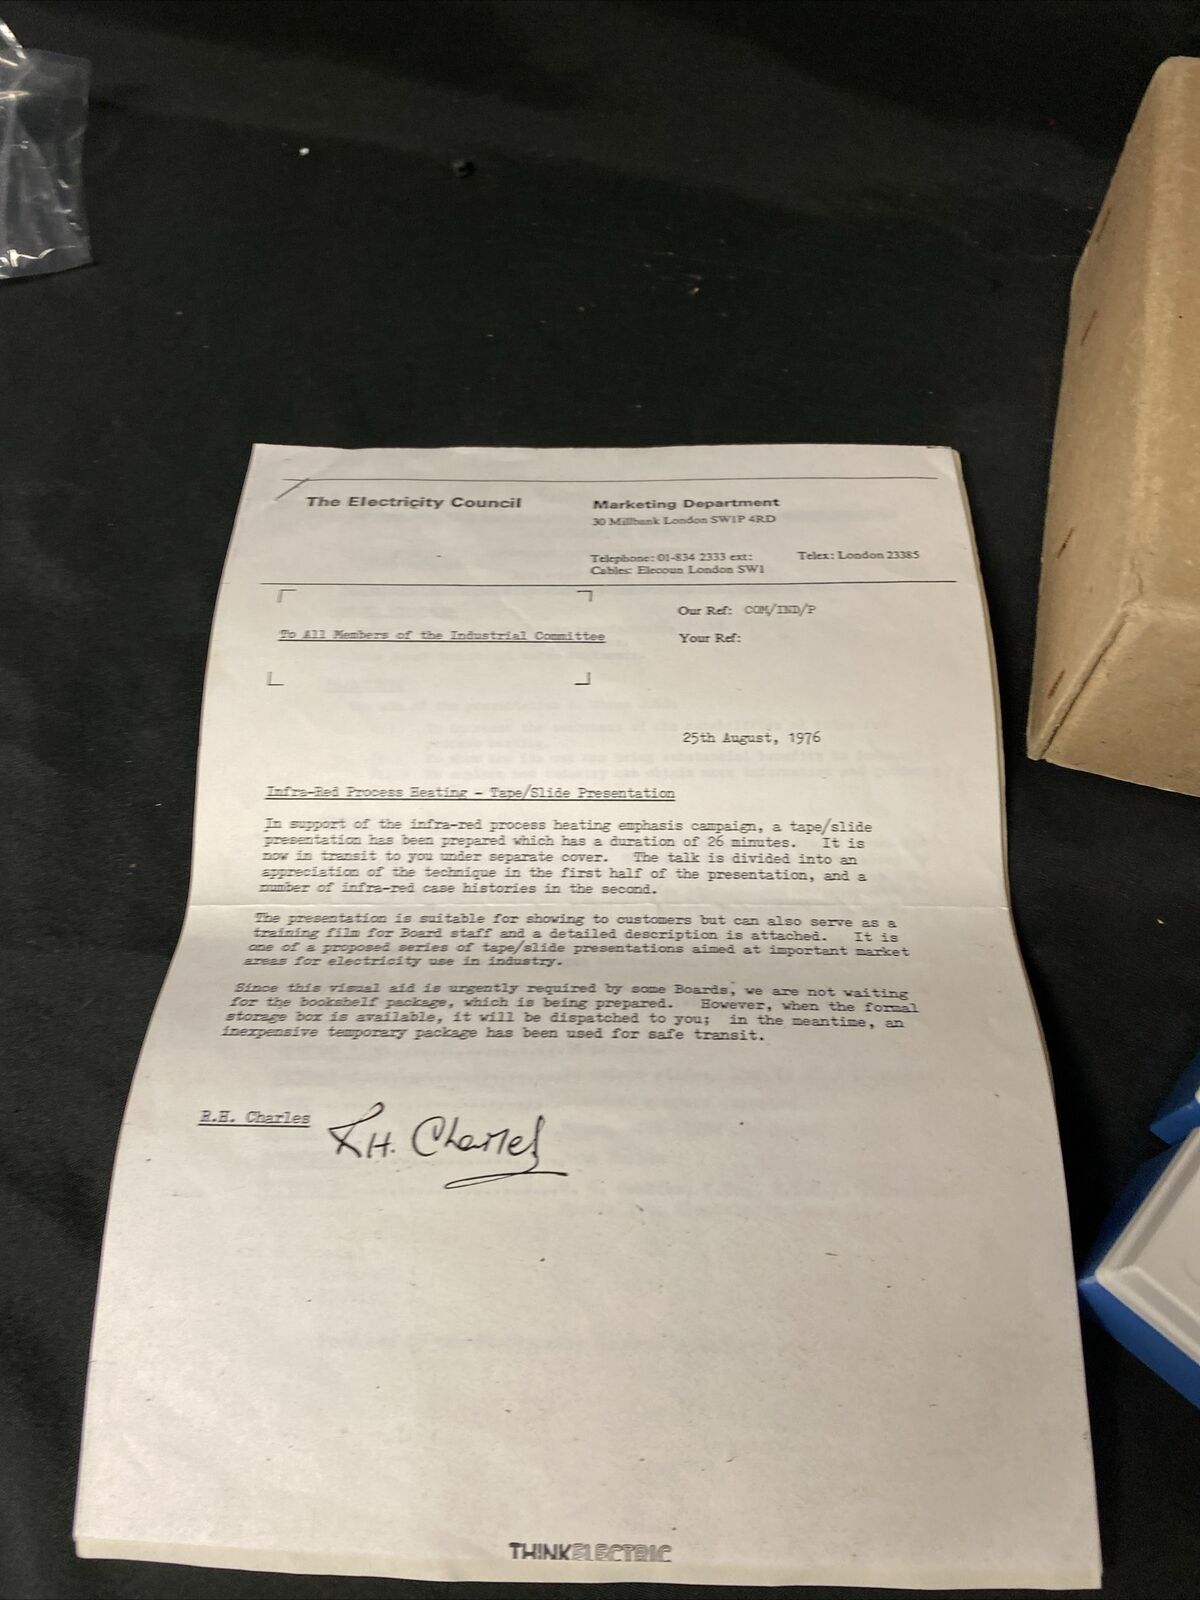 The Electricity Council
Marketing Department
30 Millbank London SW1P 4RD
Telephone: 01-834 2333 ext:
Telex: London 23385
Cables: Elecoun London SW1
Our Ref: COM/IND/P
To All Members of the Industrial Committee
Your Ref:
25th August, 1976
Infra-Red Process Heating - Tape/Slide Presentation
In support of the infra-red process heating emphasis campaign, a tape/slide
presentation has been prepared which has a duration of 26 minutes. It is
now in transit to you under separate cover. The talk is divided into an
appreciation of the technique in the first half of the presentation, and a
number of infra-red case histories in the second.
The presentation is suitable for showing to customers but can also serve as a
training film for Board staff and a detailed description is attached. It is
one of a proposed series of tape/slide presentations aimed at important market
areas for electricity use in industry.
Since this visual aid is urgently required by some Boards, we are not waiting
for the bookshelf package, which is being prepared. However, when the formal
storage box is available, it will be dispatched to you; in the meantime, an
inexpensive temporary package has been used for safe transit.
R.H. Charles
R.H. Charles
THINKELECTRIC